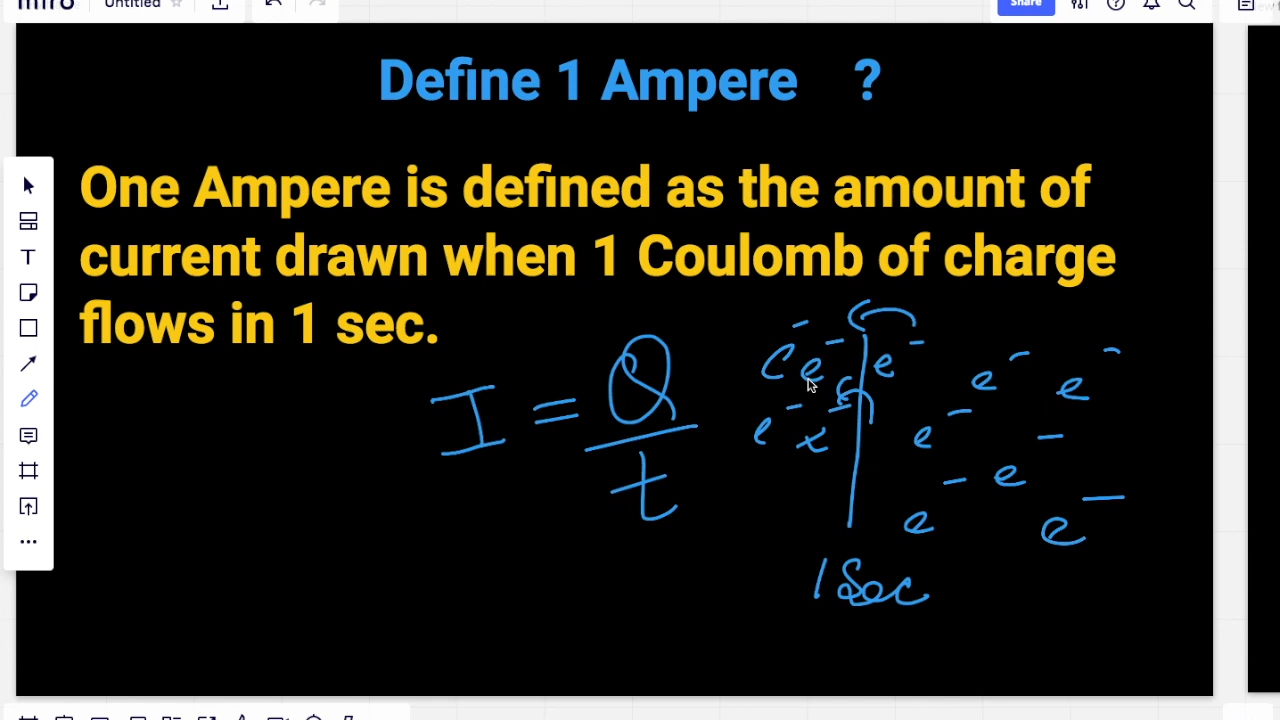 miro Untitled
Share
Define 1 Ampere ?
One Ampere is defined as the amount of
current drawn when 1 Coulomb of charge
flows in 1 sec.
I = Q/t
e⁻ e⁻ e⁻ e⁻ e⁻
e⁻ e⁻ e⁻
e⁻ e⁻
1 Sec
T